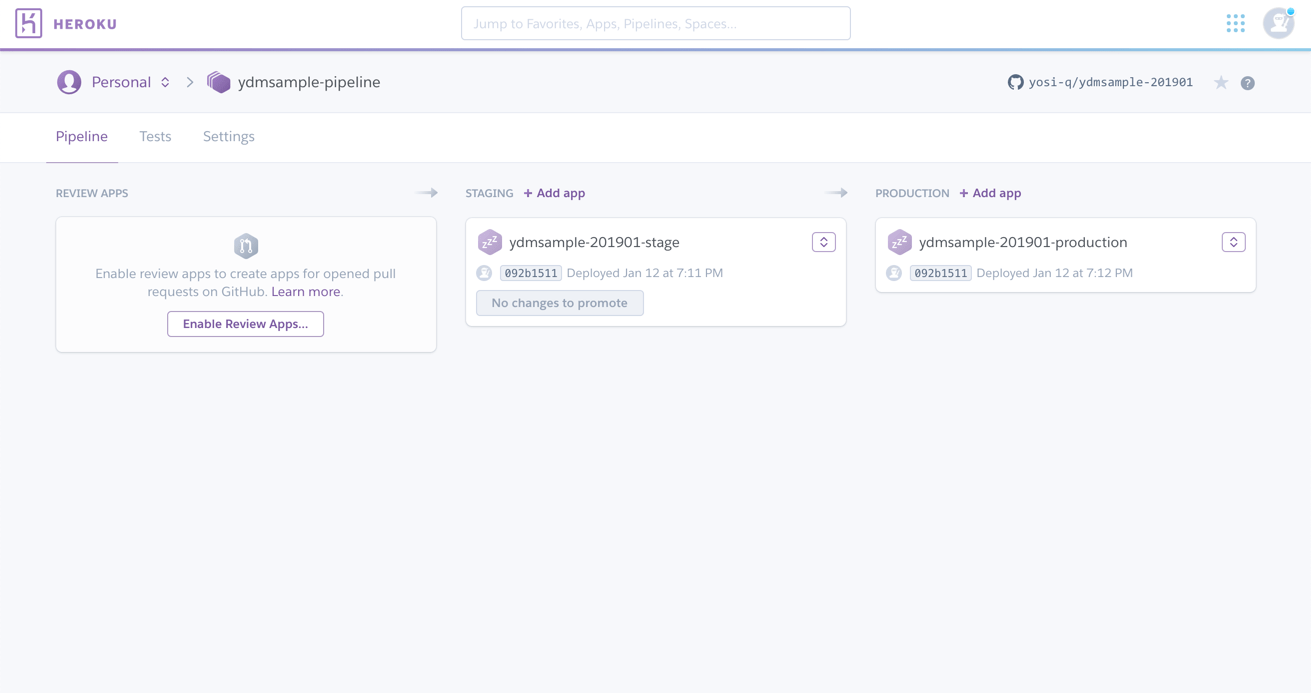 HEROKU
Jump to Favorites, Apps, Pipelines, Spaces...
Personal
ydmsample-pipeline
yosi-q/ydmsample-201901
?
Pipeline
Tests
Settings
REVIEW APPS
Enable review apps to create apps for opened pull
requests on GitHub. Learn more.
Enable Review Apps...
STAGING + Add app
zzZ
ydmsample-201901-stage
092b1511 Deployed Jan 12 at 7:11 PM
No changes to promote
PRODUCTION + Add app
zzZ
ydmsample-201901-production
092b1511 Deployed Jan 12 at 7:12 PM